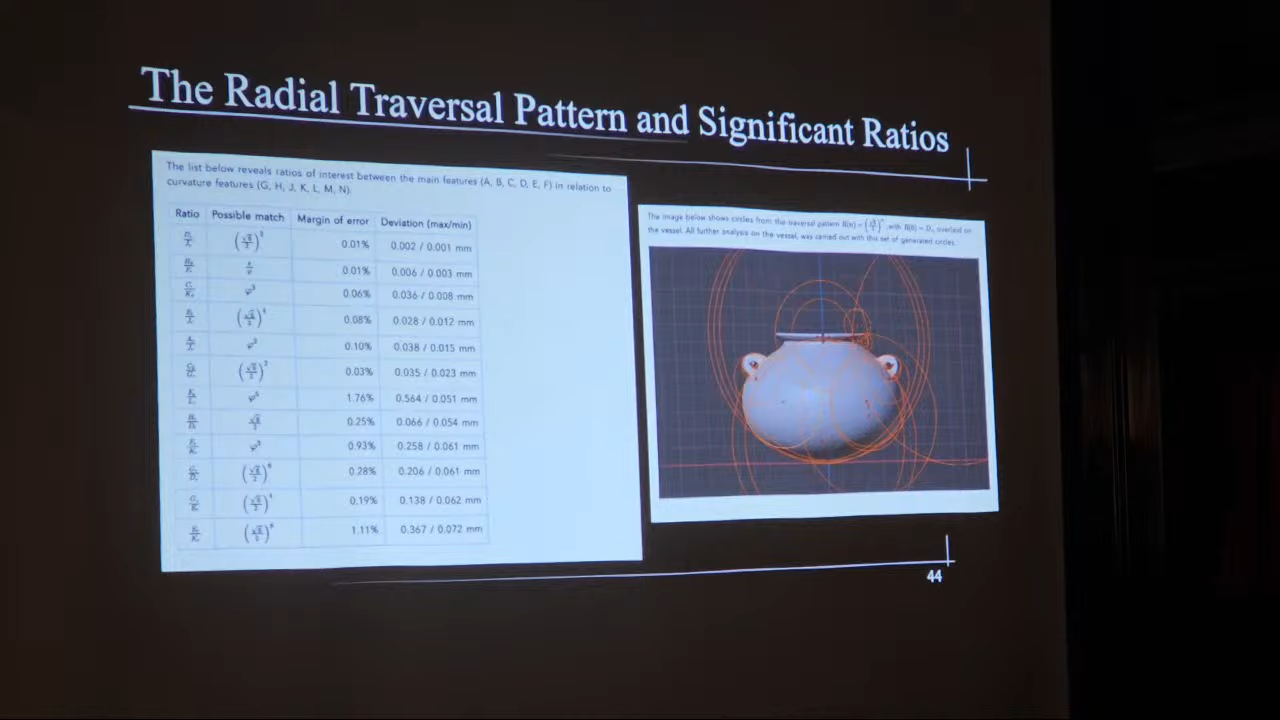 The Radial Traversal Pattern and Significant Ratios
The list below reveals ratios of interest between the main features (A, B, C, D, E, F) in relation to
curvature features (G, H, J, K, L, M, N).
Ratio Possible match Margin of error Deviation (max/min)
0.01% 0.002 / 0.001 mm
0.01% 0.006 / 0.003 mm
φ³ 0.06% 0.036 / 0.008 mm
0.08% 0.028 / 0.012 mm
φ² 0.10% 0.038 / 0.015 mm
0.03% 0.035 / 0.023 mm
1.76% 0.564 / 0.051 mm
0.25% 0.066 / 0.054 mm
φ³ 0.93% 0.258 / 0.061 mm
0.28% 0.206 / 0.061 mm
0.19% 0.138 / 0.062 mm
1.11% 0.367 / 0.072 mm
The image below shows circles from the traversal pattern with overlaid on
the vessel. All further analysis on the vessel, was carried out with this set of generated circles.
44